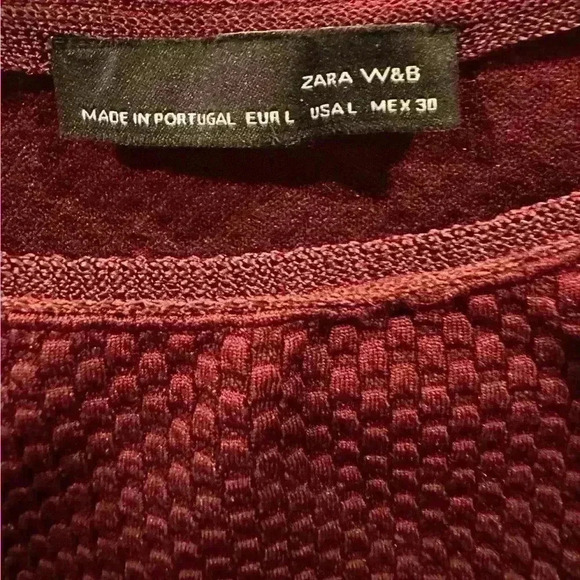 ZARA W&B
MADE IN PORTUGAL EUR L USA L MEX 30